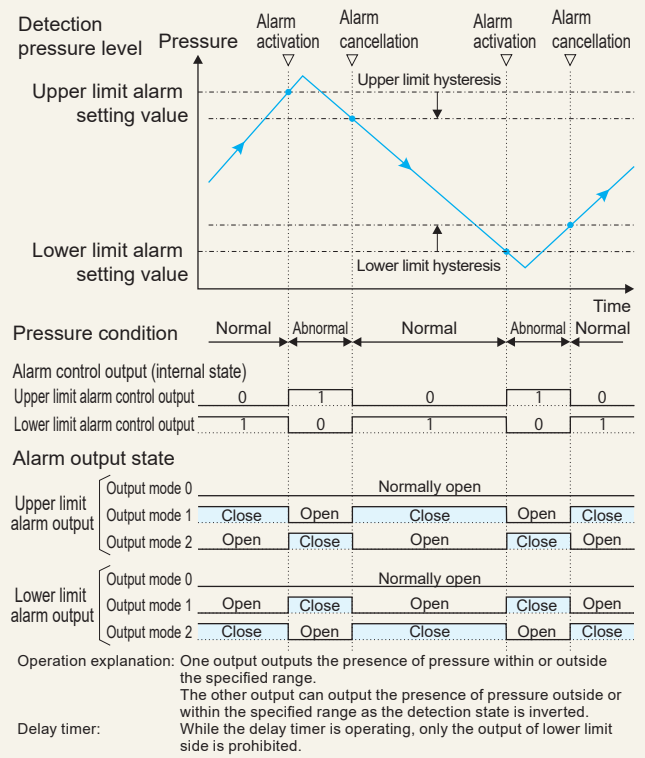 Detection
pressure level
Pressure
Alarm
activation
Alarm
cancellation
Alarm
activation
Alarm
cancellation
Upper limit alarm
setting value
Upper limit hysteresis
Lower limit alarm
setting value
Lower limit hysteresis
Time
Pressure condition
Normal Abnormal Normal Abnormal Normal
Alarm control output (internal state)
Upper limit alarm control output 0 1 0 1 0
Lower limit alarm control output 1 0 1 0 1
Alarm output state
Upper limit
alarm output
Output mode 0 Normally open
Output mode 1 Close Open Close Open Close
Output mode 2 Open Close Open Close Open
Lower limit
alarm output
Output mode 0 Normally open
Output mode 1 Open Close Open Close Open
Output mode 2 Close Open Close Open Close
Operation explanation: One output outputs the presence of pressure within or outside
the specified range.
The other output can output the presence of pressure outside or
within the specified range as the detection state is inverted.
Delay timer: While the delay timer is operating, only the output of lower limit
side is prohibited.